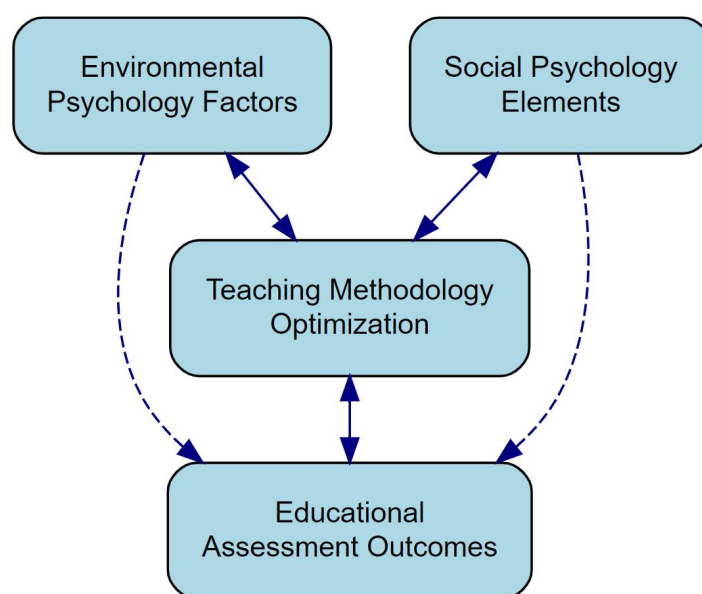 Environmental
Psychology Factors
Social Psychology
Elements
Teaching Methodology
Optimization
Educational
Assessment Outcomes